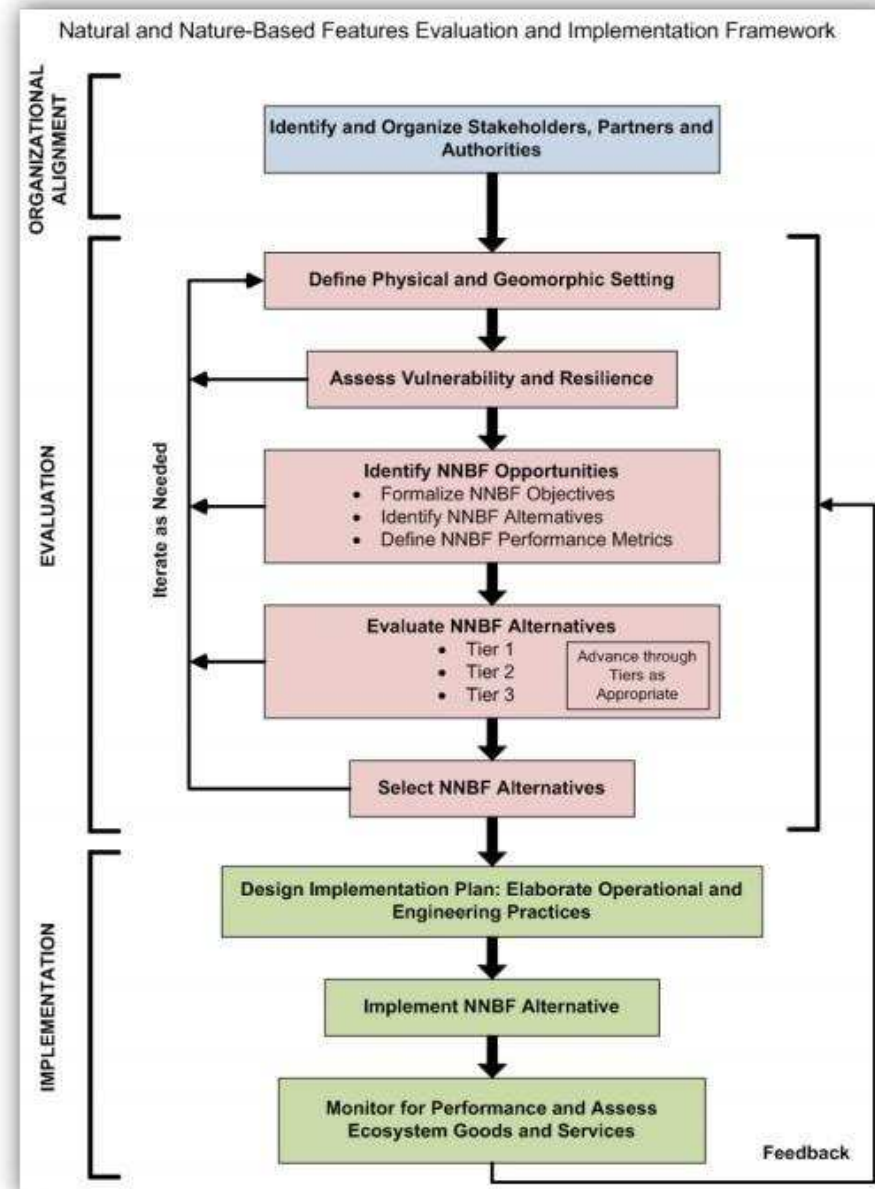 Natural and Nature-Based Features Evaluation and Implementation Framework
ORGANIZATIONAL
ALIGNMENT
Identify and Organize Stakeholders, Partners and
Authorities
EVALUATION
Iterate as Needed
Define Physical and Geomorphic Setting
Assess Vulnerability and Resilience
Identify NNBF Opportunities
• Formalize NNBF Objectives
• Identify NNBF Alternatives
• Define NNBF Performance Metrics
Evaluate NNBF Alternatives
• Tier 1
• Tier 2
• Tier 3
Advance through
Tiers as
Appropriate
Select NNBF Alternatives
IMPLEMENTATION
Design Implementation Plan: Elaborate Operational and
Engineering Practices
Implement NNBF Alternative
Monitor for Performance and Assess
Ecosystem Goods and Services
Feedback